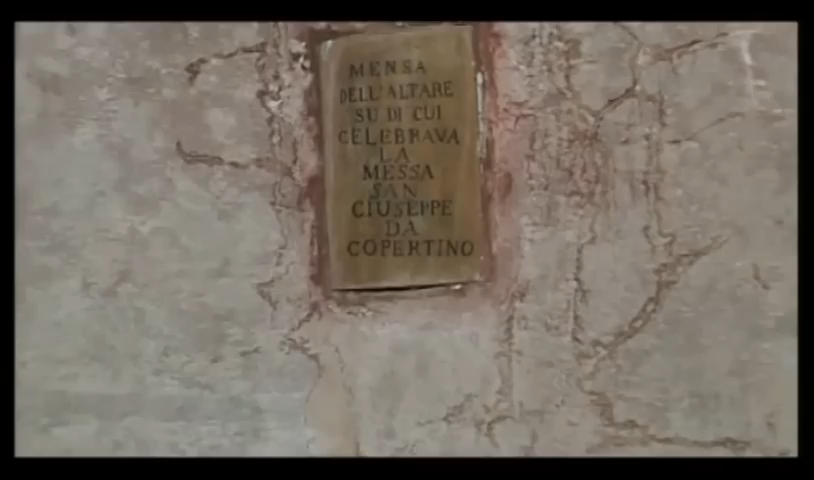 MENSA
DELL'ALTARE
SU DI CUI
CELEBRAVA
LA
MESSA
SAN
GIUSEPPE
DA
COPERTINO